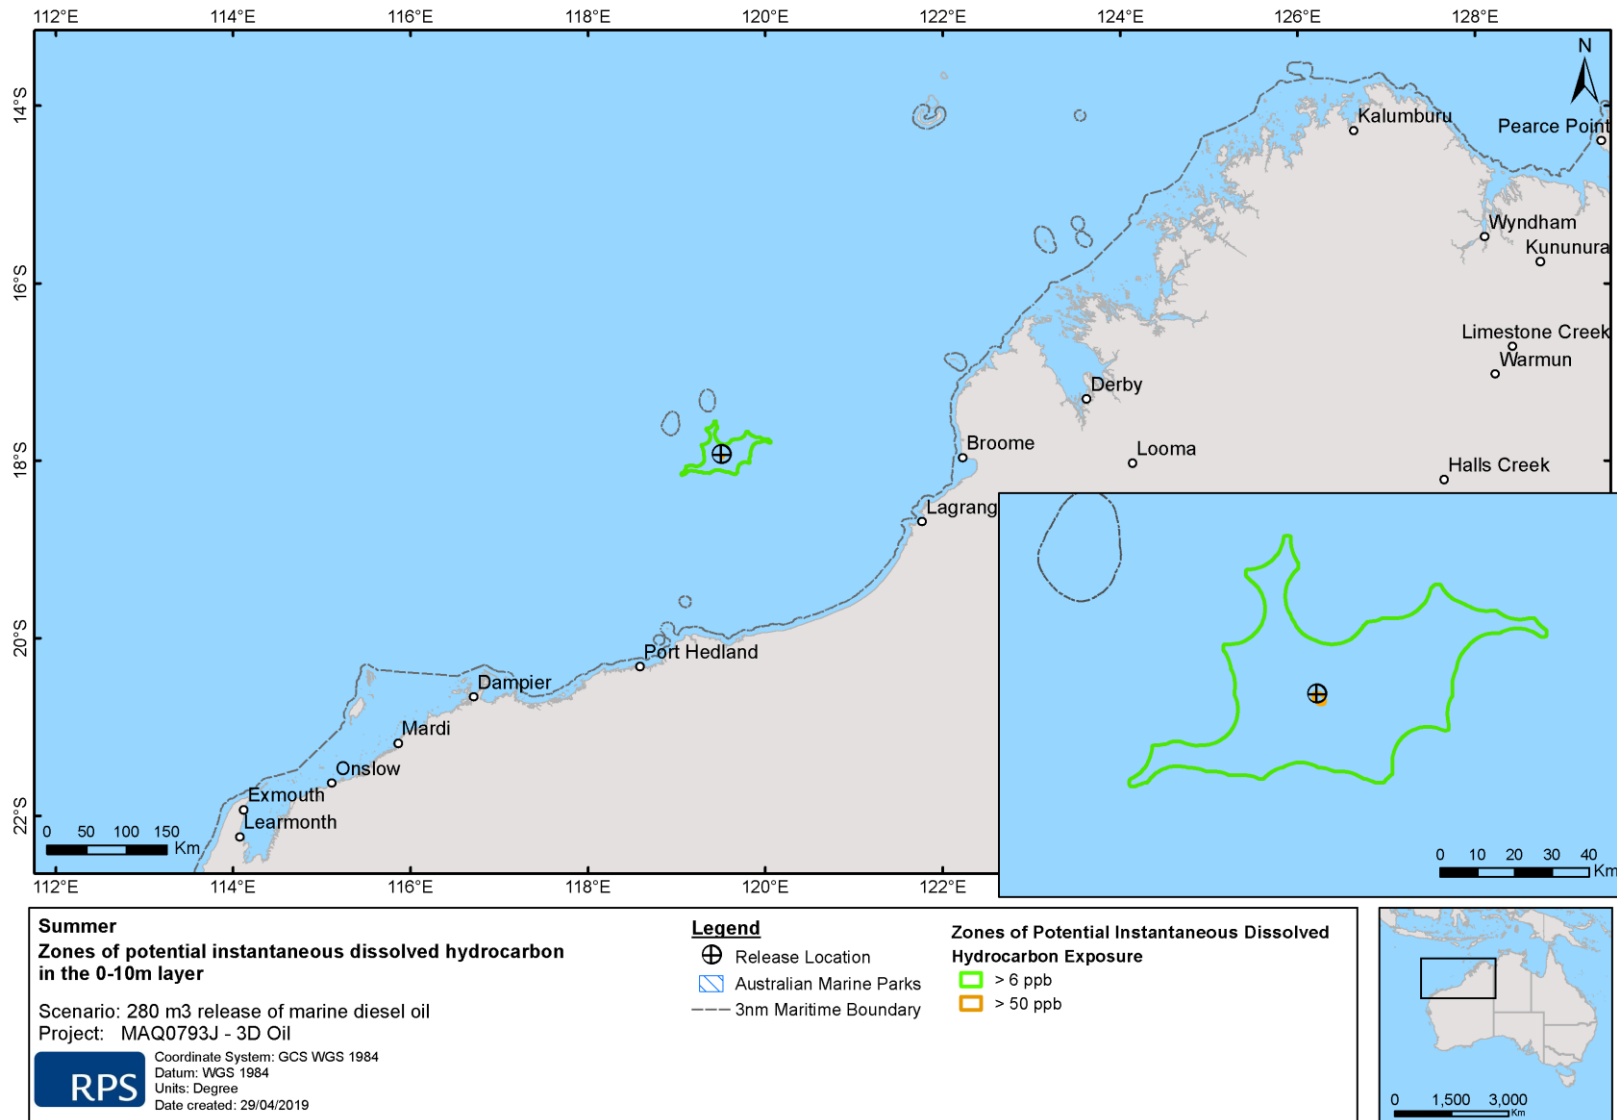 112°E 114°E 116°E 118°E 120°E 122°E 124°E 126°E 128°E
N
14°S
Kalumburu
Pearce Point
Wyndham
Kununura
16°S
Limestone Creek
Warmun
Derby
Broome
Looma
18°S
Halls Creek
Lagrang
20°S
Port Hedland
Dampier
Mardi
Onslow
Exmouth
22°S
Learmonth
0 50 100 150
Km
0 10 20 30 40
Km
112°E 114°E 116°E 118°E 120°E 122°E
Summer
Zones of potential instantaneous dissolved hydrocarbon
in the 0-10m layer
Scenario: 280 m3 release of marine diesel oil
Project: MAQ0793J - 3D Oil
RPS
Coordinate System: GCS WGS 1984
Datum: WGS 1984
Units: Degree
Date created: 29/04/2019
Legend
Release Location
Australian Marine Parks
3nm Maritime Boundary
Zones of Potential Instantaneous Dissolved
Hydrocarbon Exposure
> 6 ppb
> 50 ppb
0 1,500 3,000
Km